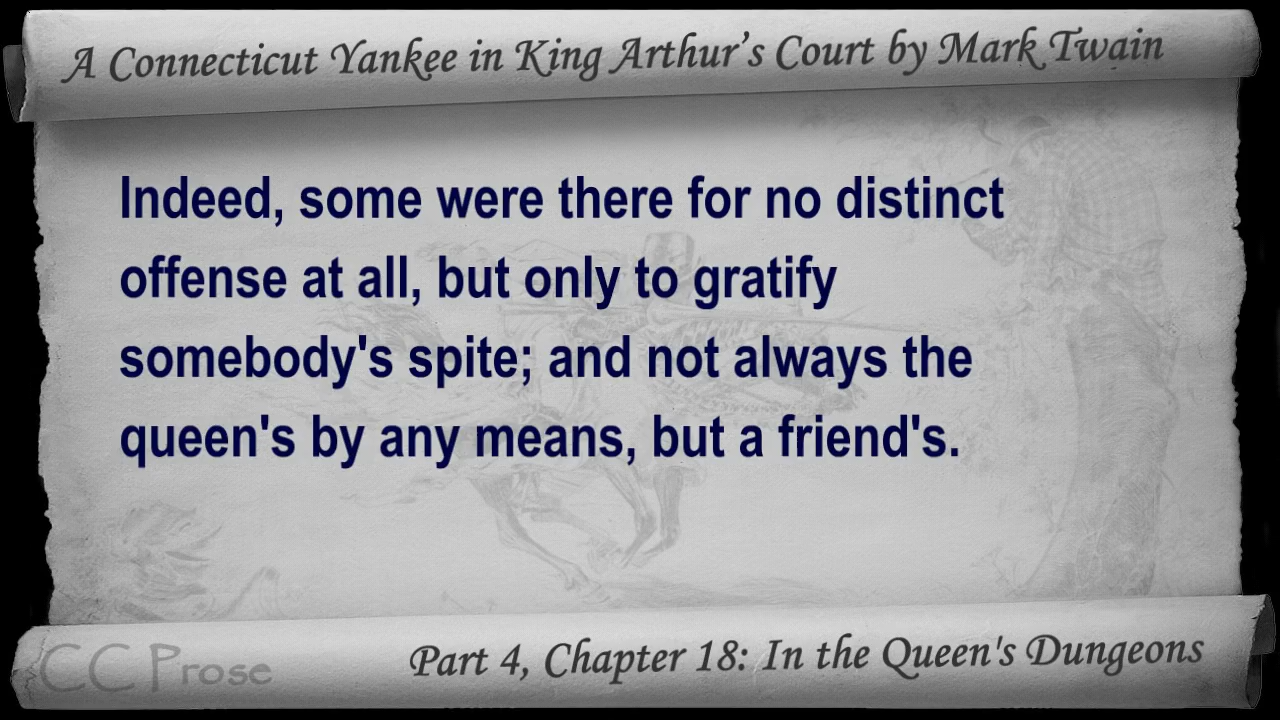 A Connecticut Yankee in King Arthur’s Court by Mark Twain
Indeed, some were there for no distinct
offense at all, but only to gratify
somebody's spite; and not always the
queen's by any means, but a friend's.
CC Prose
Part 4, Chapter 18: In the Queen's Dungeons